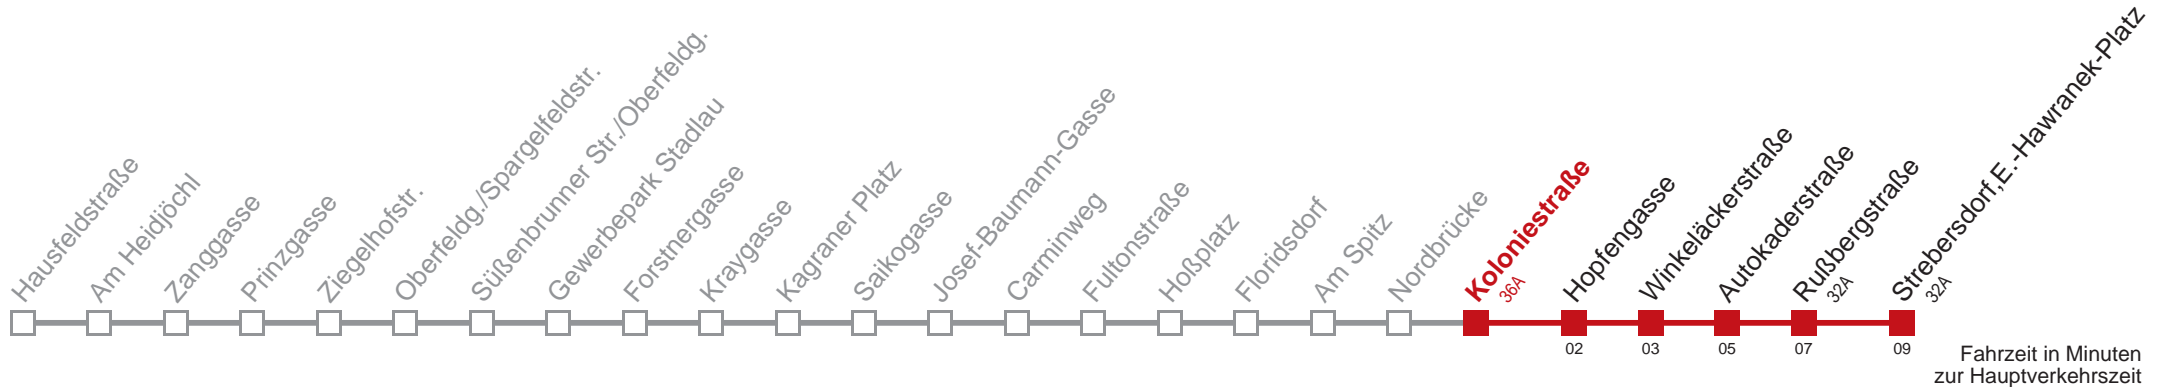 Hausfeldstraße
Am Heidjöchl
Zanggasse
Prinzgasse
Ziegelhofstr.
Oberfeldg./Spargelfeldstr.
Süßenbrunner Str./Oberfeldg.
Gewerbepark Stadlau
Forstnergasse
Kraygasse
Kagraner Platz
Saikogasse
Josef-Baumann-Gasse
Carminweg
Fultonstraße
Hoßplatz
Floridsdorf
Am Spitz
Nordbrücke
Koloniestraße
36A
Hopfengasse
Winkeläckerstraße
Autokaderstraße
Rußbergstraße
32A
Strebersdorf,E.-Hawranek-Platz
32A
02
03
05
07
09
Fahrzeit in Minuten
zur Hauptverkehrszeit